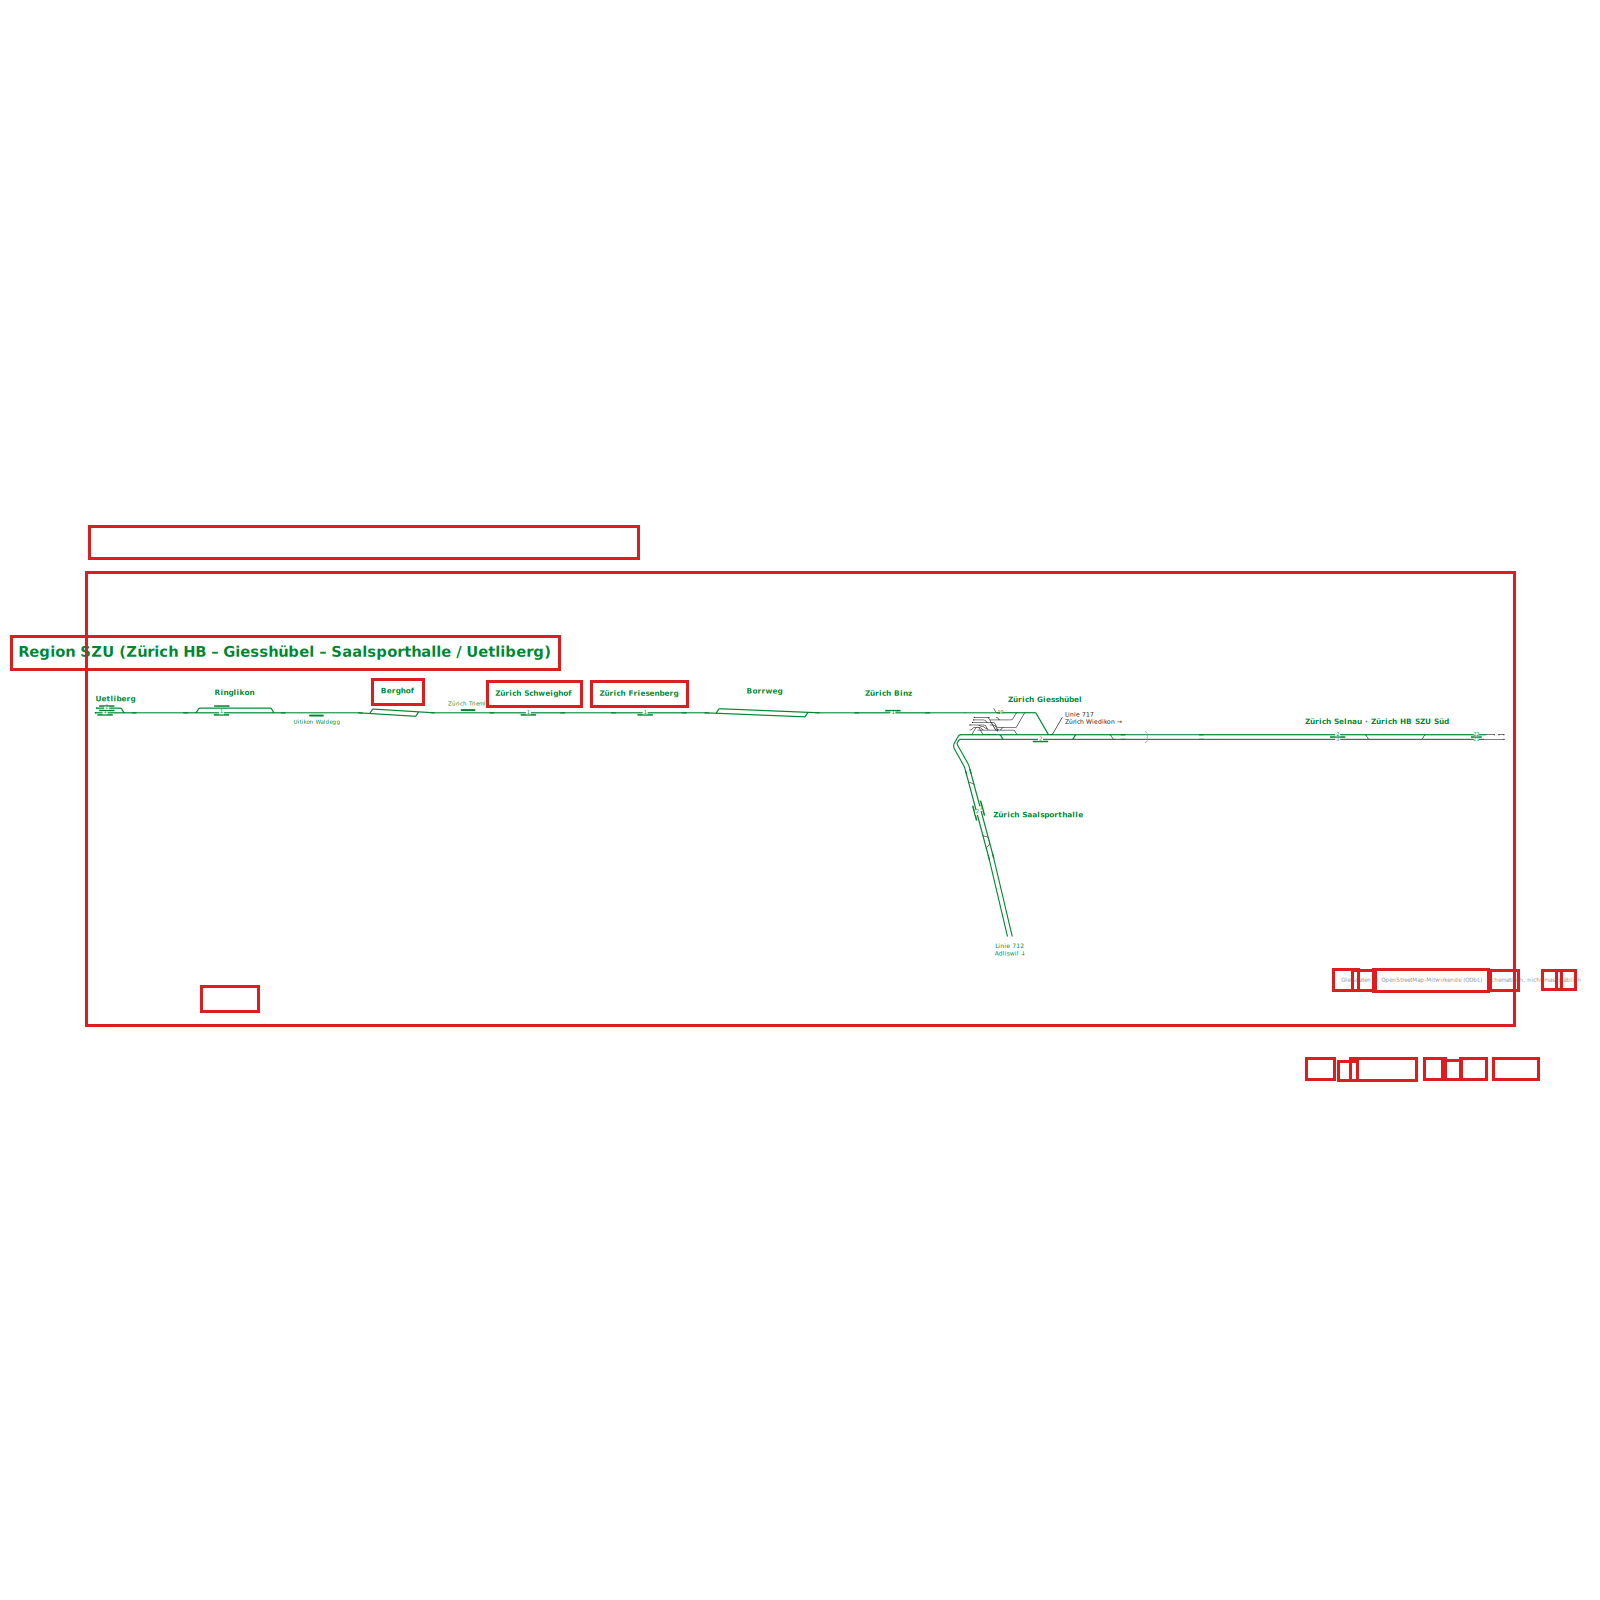 Region SZU (Zürich HB – Giesshübel – Saalsporthalle / Uetliberg)
Uetliberg
Ringlikon
Uitikon Waldegg
Berghof
Zürich Schweighof
Zürich Friesenberg
Borrweg
Zürich Binz
Zürich Giesshübel
Linie 717
Zürich Wiedikon →
Zürich Selnau · Zürich HB SZU Süd
Zürich Saalsporthalle
Linie 712
Adliswil ↓
OpenStreetMap-Mitwirkende (ODbL)